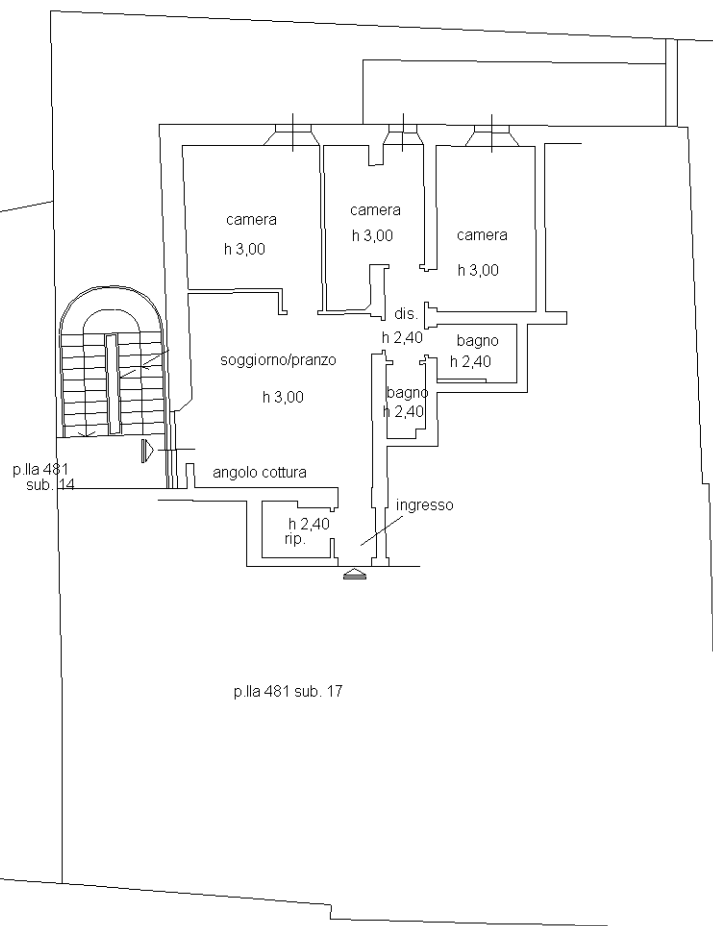 camera
h 3,00
camera
h 3,00
camera
h 3,00
dis.
h 2,40
bagno
h 2,40
soggiorno/pranzo
h 3,00
bagno
h 2,40
p.lla 481
sub. 14
angolo cottura
ingresso
h 2,40
rip.
p.lla 481 sub. 17